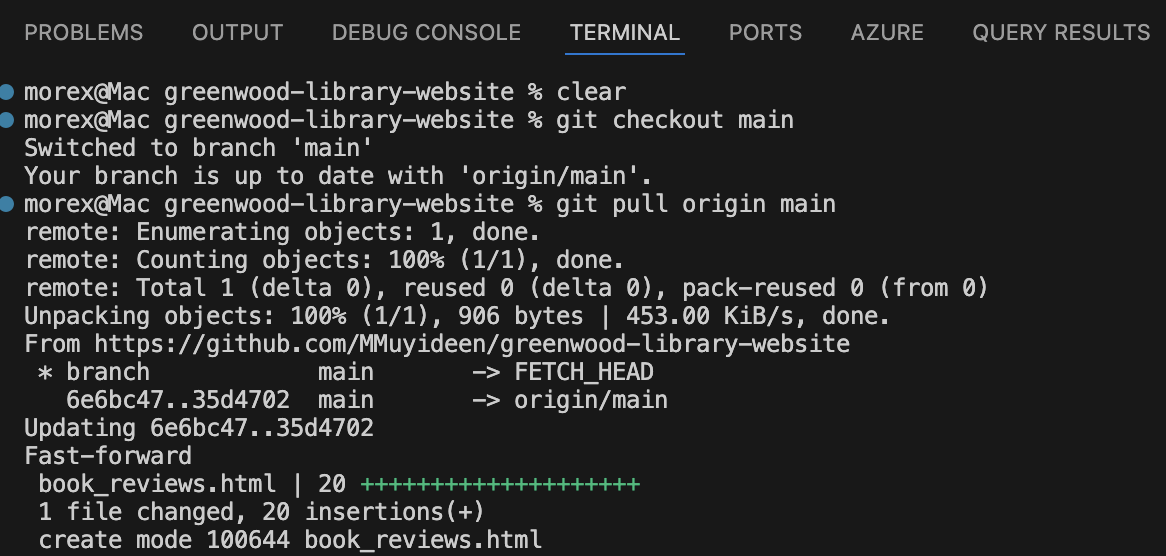 PROBLEMS OUTPUT DEBUG CONSOLE TERMINAL PORTS AZURE QUERY RESULTS
morex@Mac greenwood-library-website % clear
morex@Mac greenwood-library-website % git checkout main
Switched to branch 'main'
Your branch is up to date with 'origin/main'.
morex@Mac greenwood-library-website % git pull origin main
remote: Enumerating objects: 1, done.
remote: Counting objects: 100% (1/1), done.
remote: Total 1 (delta 0), reused 0 (delta 0), pack-reused 0 (from 0)
Unpacking objects: 100% (1/1), 906 bytes | 453.00 KiB/s, done.
From https://github.com/MMuyideen/greenwood-library-website
 * branch            main       -> FETCH_HEAD
   6e6bc47..35d4702  main       -> origin/main
Updating 6e6bc47..35d4702
Fast-forward
 book_reviews.html | 20 ++++++++++++++++++++
 1 file changed, 20 insertions(+)
 create mode 100644 book_reviews.html